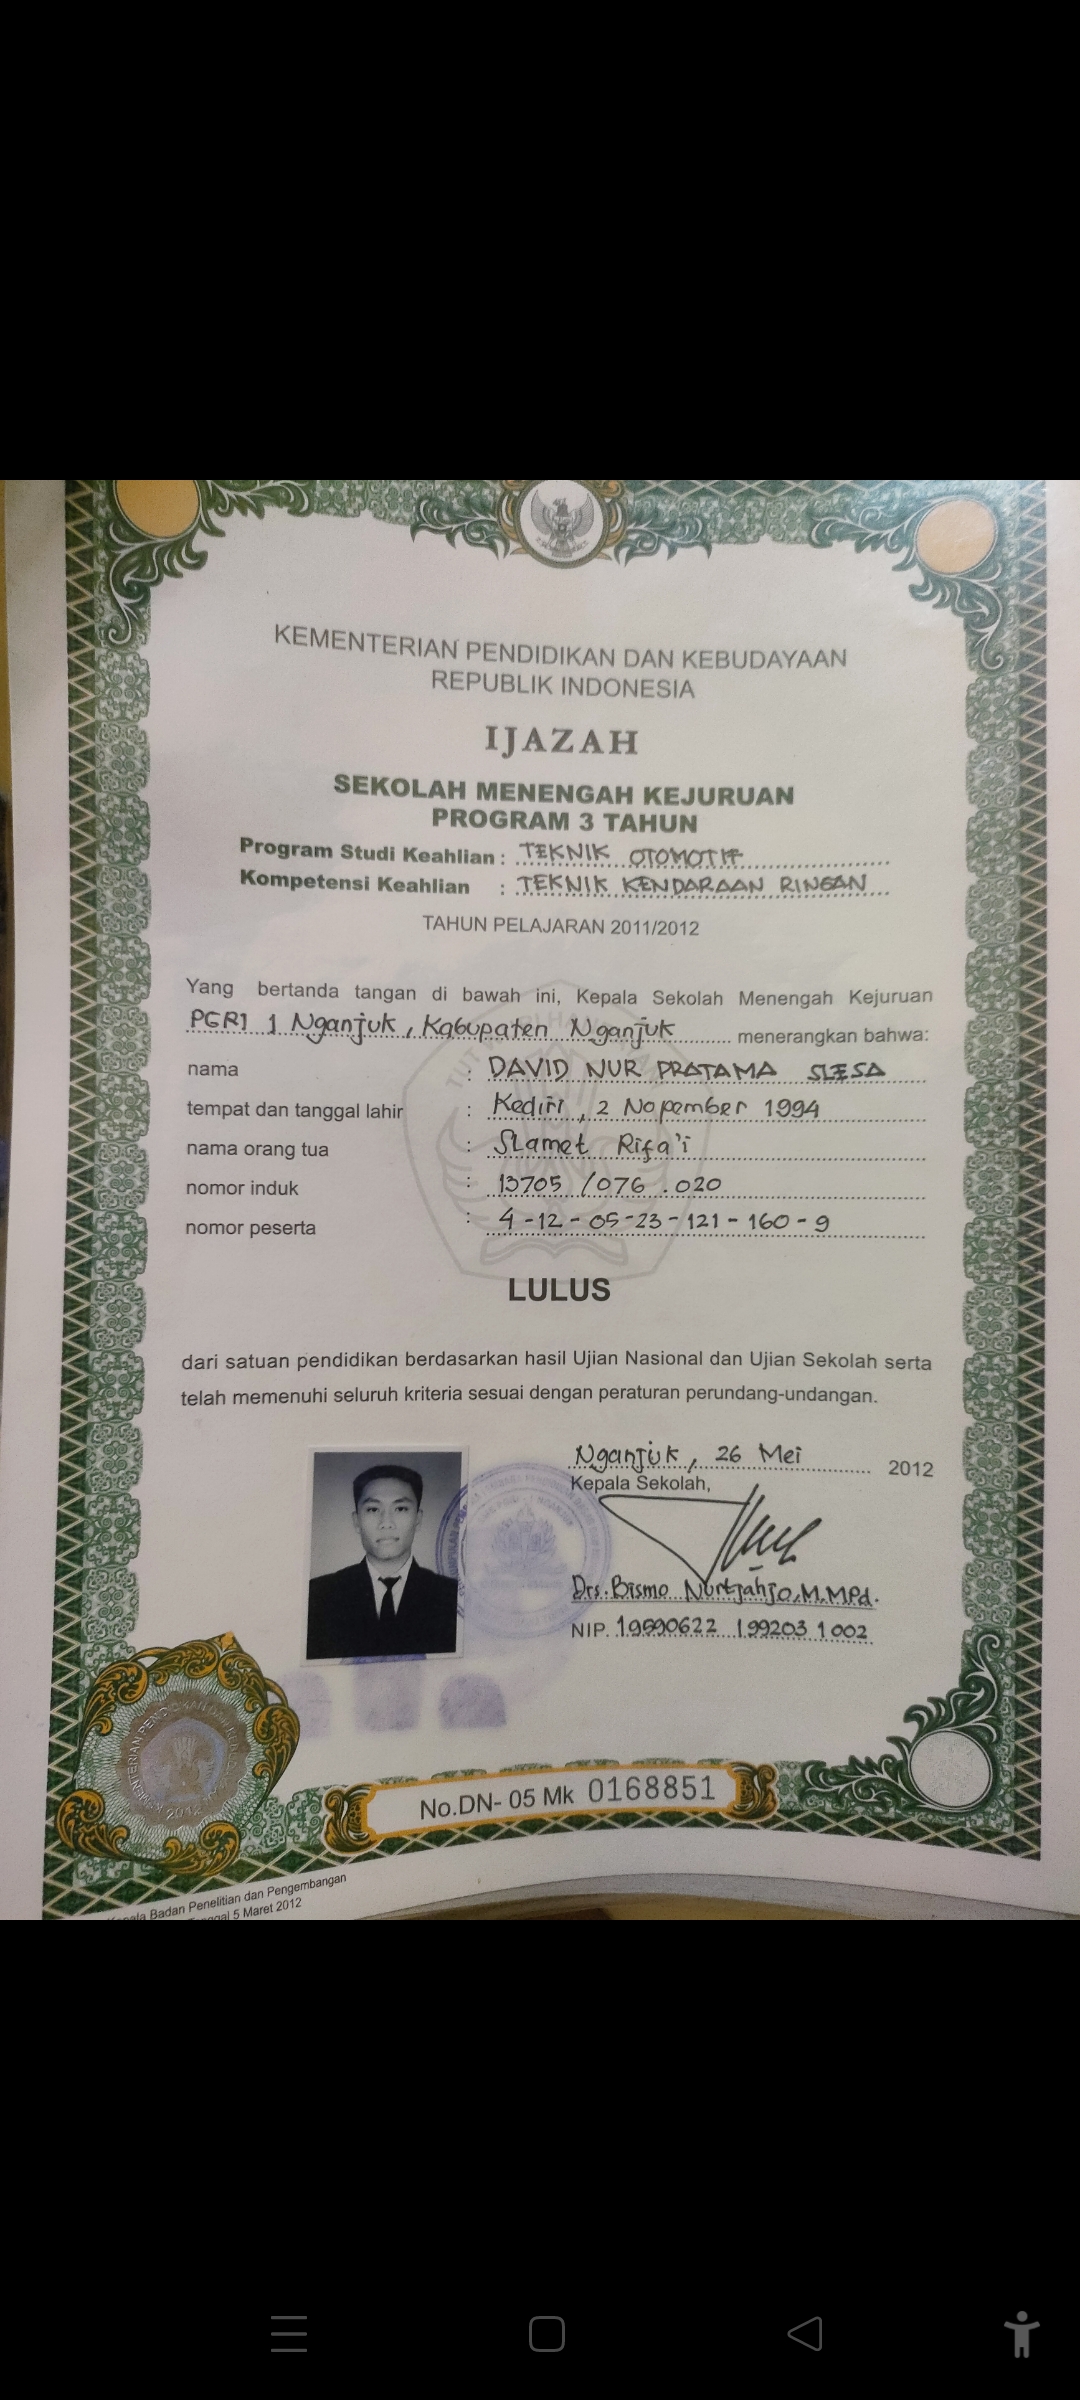 KEMENTERIAN PENDIDIKAN DAN KEBUDAYAAN
REPUBLIK INDONESIA
IJAZAH
SEKOLAH MENENGAH KEJURUAN
PROGRAM 3 TAHUN
Program Studi Keahlian : TEKNIK OTOMOTIF
Kompetensi Keahlian : TEKNIK KENDARAAN RINGAN
TAHUN PELAJARAN 2011/2012
Yang bertanda tangan di bawah ini, Kepala Sekolah Menengah Kejuruan
PGRI 1 Nganjuk, Kabupaten Nganjuk menerangkan bahwa:
nama : DAVID NUR PRATAMA SLESA
tempat dan tanggal lahir : Kediri, 2 Nopember 1994
nama orang tua : Slamet Rifa'i
nomor induk : 13705 /076 .020
nomor peserta : 4-12-05-23-121-160-9
LULUS
dari satuan pendidikan berdasarkan hasil Ujian Nasional dan Ujian Sekolah serta
telah memenuhi seluruh kriteria sesuai dengan peraturan perundang-undangan.
Nganjuk, 26 Mei 2012
Kepala Sekolah,
Drs. Bismo Nurtjahjo, M.MPd.
NIP. 19590622 199203 1 002
KEMENTERIAN PENDIDIKAN DAN
2012
No.DN- 05 Mk 0168851
Badan Penelitian dan Pengembangan
5 Maret 2012